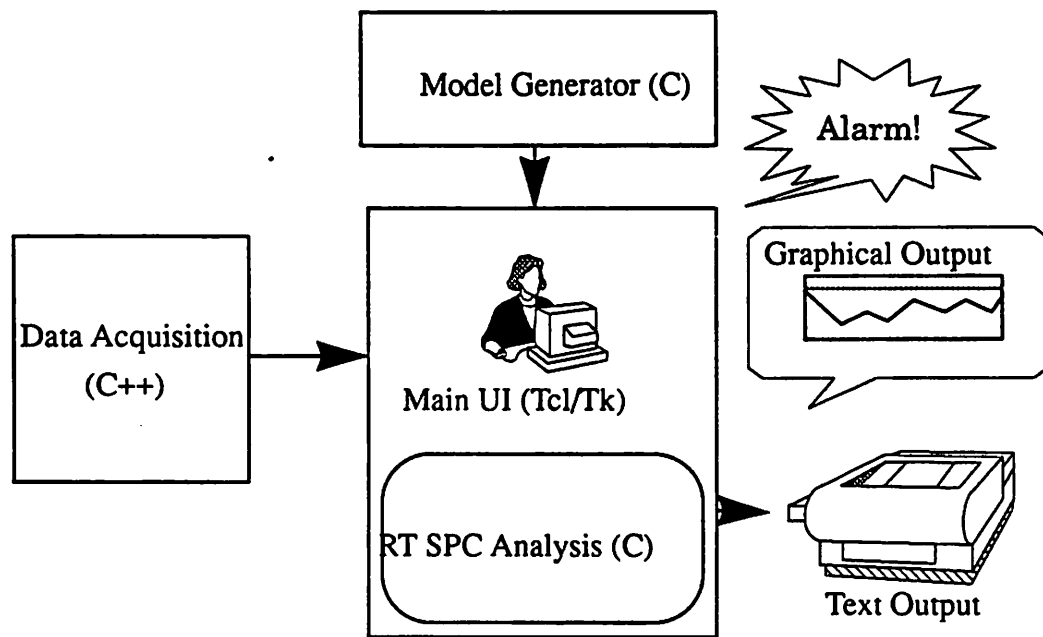 Model Generator (C)
Alarm!
Graphical Output
Data Acquisition
(C++)
Main UI (Tcl/Tk)
RT SPC Analysis (C)
Text Output